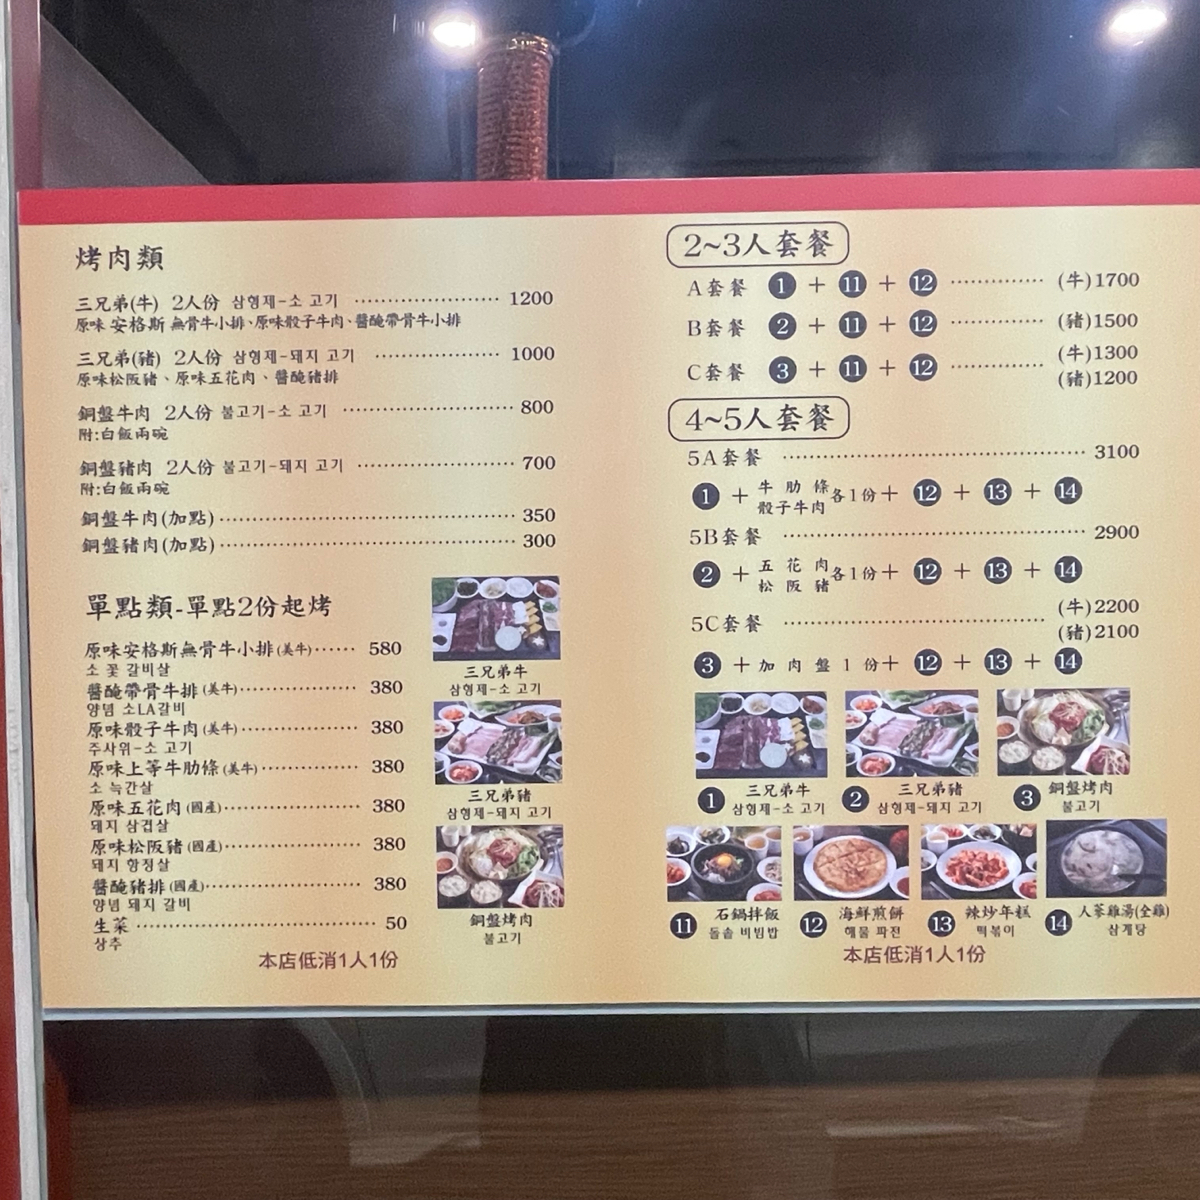 烤肉類
三兄弟(牛) 2人份 삼형제-소 고기 ⋯⋯ 1200
原味 安格斯 無骨牛小排、原味骰子牛肉、醬醃帶骨牛小排
三兄弟(豬) 2人份 삼형제-돼지 고기 ⋯⋯ 1000
原味松阪豬、原味五花肉、醬醃豬排
銅盤牛肉 2人份 불고기-소 고기 ⋯⋯ 800
附:白飯兩碗
銅盤豬肉 2人份 불고기-돼지 고기 ⋯⋯ 700
附:白飯兩碗
銅盤牛肉(加點) ⋯⋯ 350
銅盤豬肉(加點) ⋯⋯ 300
單點類-單點2份起烤
原味安格斯無骨牛小排(美牛) ⋯⋯ 580
소 꽃 갈비살
醬醃帶骨牛排(美牛) ⋯⋯ 380
양념 소LA갈비
原味骰子牛肉(美牛) ⋯⋯ 380
주사위-소 고기
原味上等牛肋條(美牛) ⋯⋯ 380
소 늑간살
原味五花肉(國產) ⋯⋯ 380
돼지 삼겹살
原味松阪豬(國產) ⋯⋯ 380
돼지 항정살
醬醃豬排(國產) ⋯⋯ 380
양념 돼지 갈비
生菜 ⋯⋯ 50
상추
三兄弟牛
삼형제-소 고기
三兄弟豬
삼형제-돼지 고기
銅盤烤肉
불고기
本店低消1人1份
2~3人套餐
A套餐 1 + 11 + 12 ⋯⋯ (牛)1700
B套餐 2 + 11 + 12 ⋯⋯ (豬)1500
C套餐 3 + 11 + 12 ⋯⋯ (牛)1300
(豬)1200
4~5人套餐
5A套餐 ⋯⋯ 3100
1 + 牛肋條 骰子牛肉 各1份 + 12 + 13 + 14
5B套餐 ⋯⋯ 2900
2 + 五花肉 松阪豬 各1份 + 12 + 13 + 14
5C套餐 ⋯⋯ (牛)2200
(豬)2100
3 + 加肉盤1份 + 12 + 13 + 14
1 三兄弟牛
삼형제-소 고기
2 三兄弟豬
삼형제-돼지 고기
3 銅盤烤肉
불고기
11 石鍋拌飯
돌솥 비빔밥
12 海鮮煎餅
해물 파전
13 辣炒年糕
떡볶이
14 人蔘雞湯(全雞)
삼계탕
本店低消1人1份